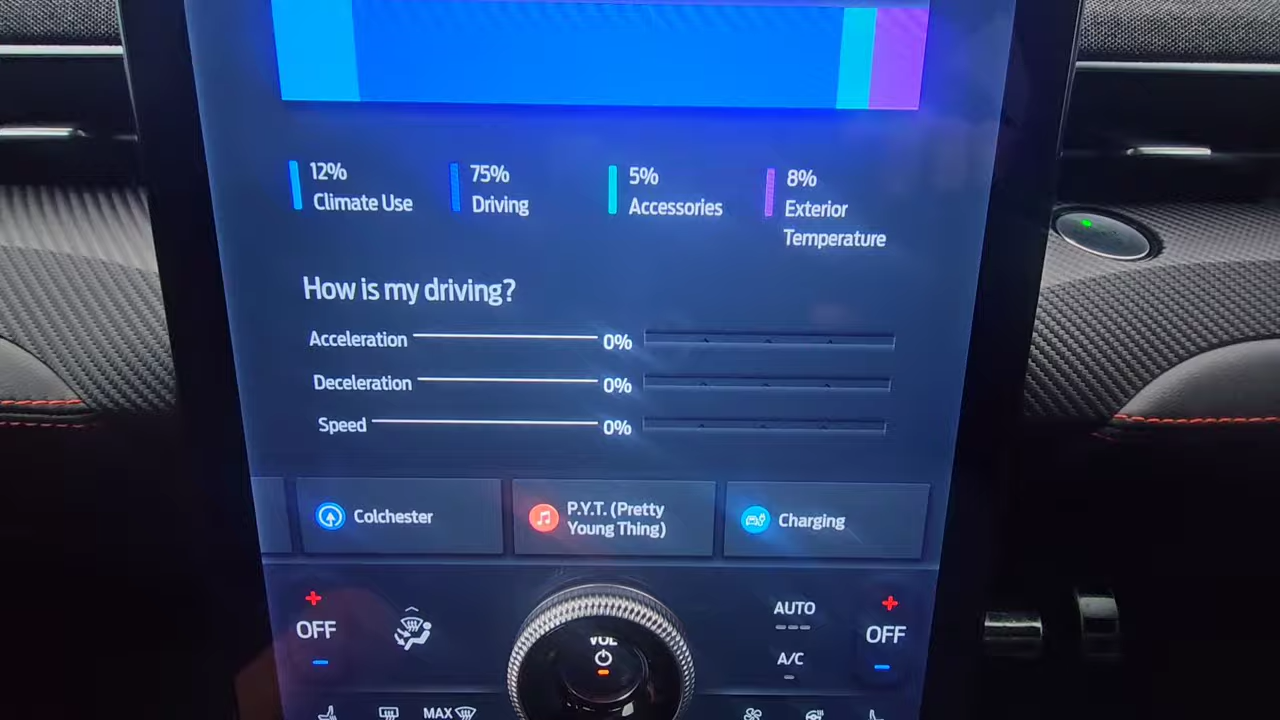 12%
Climate Use
75%
Driving
5%
Accessories
8%
Exterior
Temperature
How is my driving?
Acceleration 0%
Deceleration 0%
Speed 0%
Colchester
P.Y.T. (Pretty
Young Thing)
Charging
OFF
VOL
AUTO
A/C
OFF
MAX